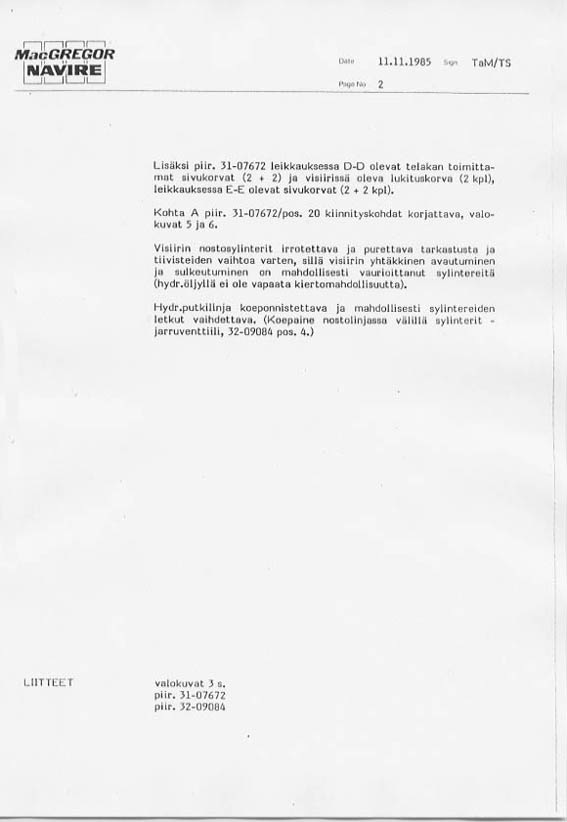 MacGREGOR
NAVIRE
Date 11.11.1985 Sign TaM/TS
Page No 2
Lisäksi piir. 31-07672 leikkauksessa D-D olevat telakan toimitta-
mat sivukorvat (2 + 2) ja visiirissä oleva lukituskorva (2 kpl),
leikkauksessa E-E olevat sivukorvat (2 + 2 kpl).
Kohta A piir. 31-07672/pos. 20 kiinnityskohdat korjattava, valo-
kuvat 5 ja 6.
Visiirin nostosylinterit irrotettava ja purettava tarkastusta ja
tiivisteiden vaihtoa varten, sillä visiirin yhtäkkinen avautuminen
ja sulkeutuminen on mahdollisesti vaurioittanut sylintereitä
(hydr.öljyllä ei ole vapaata kiertomahdollisuutta).
Hydr.putkilinja koeponnistettava ja mahdollisesti sylintereiden
letkut vaihdettava. (Koepaine nostolinjassa välillä sylinterit -
jarruventtiili, 32-09084 pos. 4.)
LIITTEET valokuvat 3 s.
piir. 31-07672
piir. 32-09084